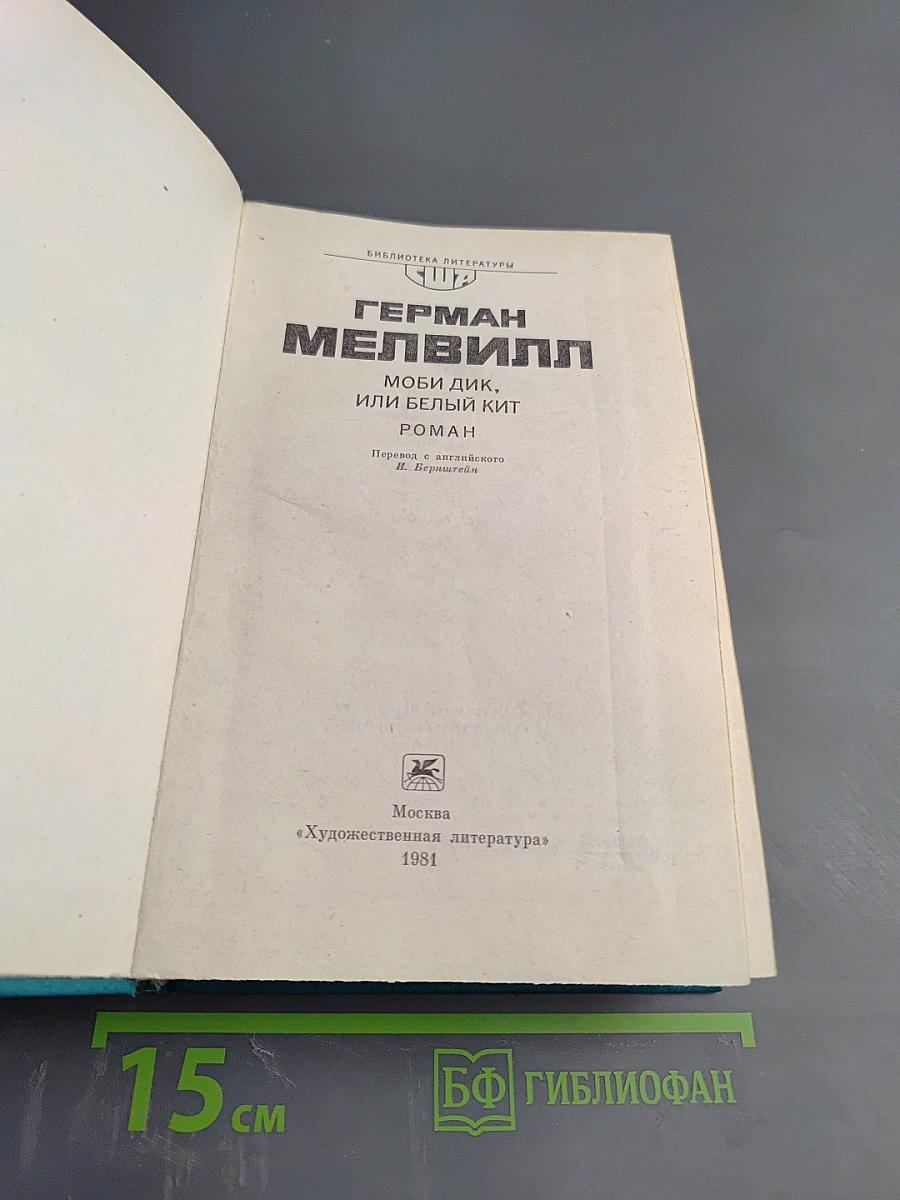 БИБЛИОТЕКА ЛИТЕРАТУРЫ
США
ГЕРМАН
МЕЛВИЛЛ
МОБИ ДИК,
ИЛИ БЕЛЫЙ КИТ
РОМАН
Перевод с английского
И. Бернштейн
Москва
«Художественная литература»
1981
15 см
БФ ГИБЛИОФАН